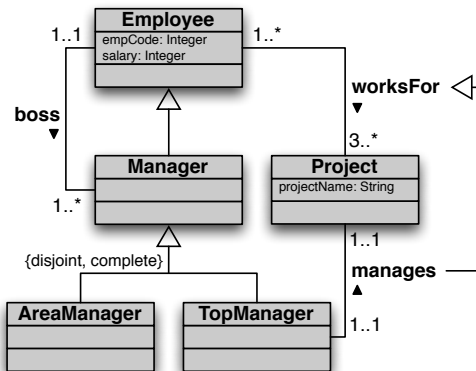 Employee
empCode: Integer
salary: Integer
1..1
1..*
boss
▼
worksFor
▼
3..*
Manager
1..*
Project
projectName: String
{disjoint, complete}
1..1
manages
▲
1..1
AreaManager
TopManager